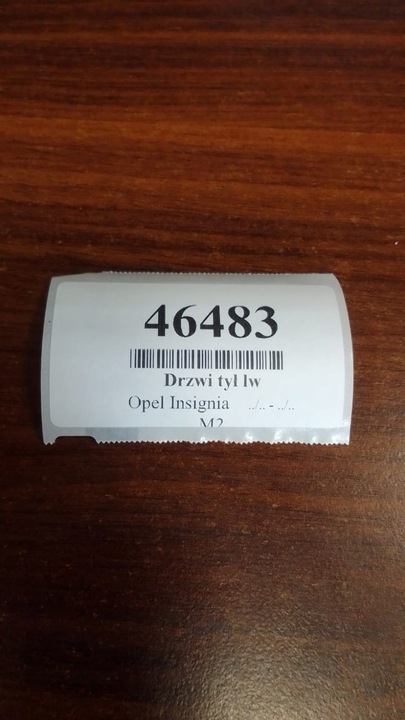 46483
Drzwi tył lw
Opel Insignia ../.. - ../..
M2